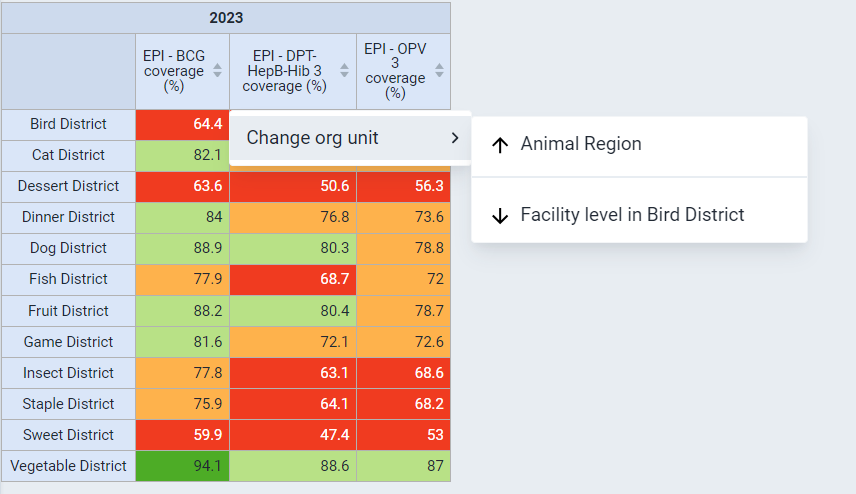 2023
EPI - BCG coverage (%) EPI - DPT-HepB-Hib 3 coverage (%) EPI - OPV 3 coverage (%)
Bird District 64.4
Change org unit
Animal Region
Facility level in Bird District
Cat District 82.1
Dessert District 63.6 50.6 56.3
Dinner District 84 76.8 73.6
Dog District 88.9 80.3 78.8
Fish District 77.9 68.7 72
Fruit District 88.2 80.4 78.7
Game District 81.6 72.1 72.6
Insect District 77.8 63.1 68.6
Staple District 75.9 64.1 68.2
Sweet District 59.9 47.4 53
Vegetable District 94.1 88.6 87